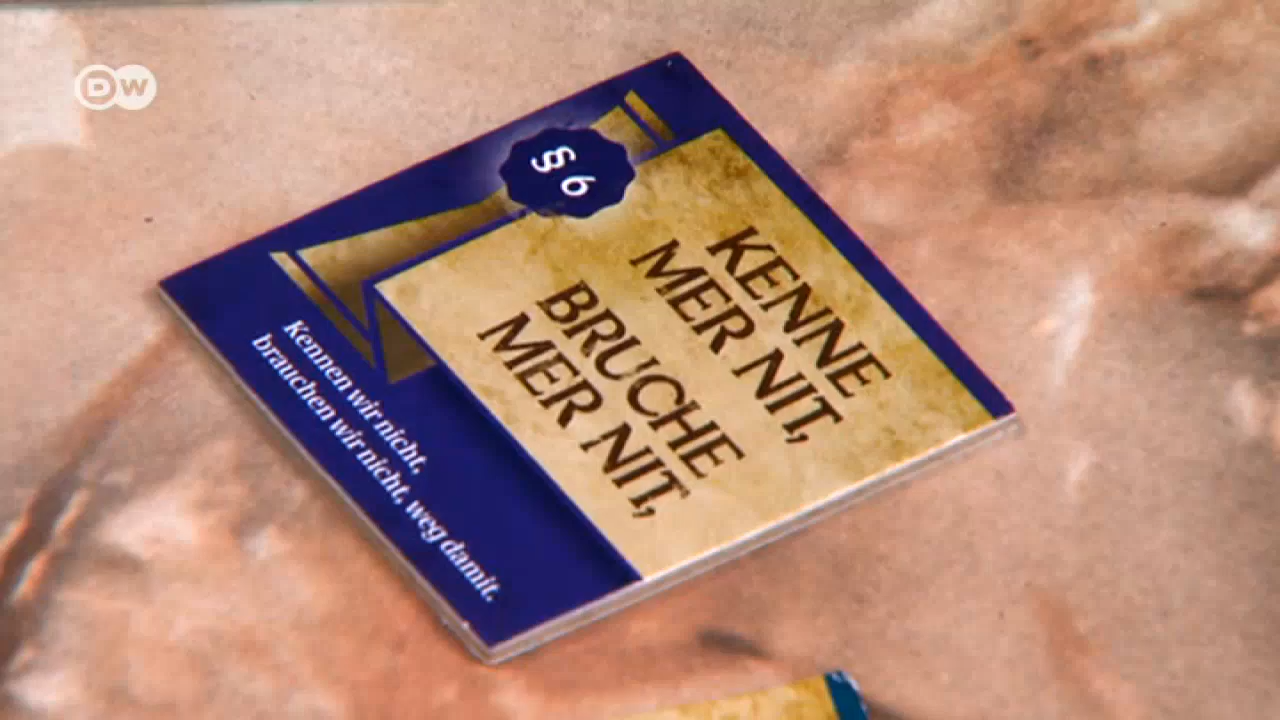 DW
§ 6
KENNE
MER NIT,
BRUCHE
MER NIT,
Kennen wir nicht,
brauchen wir nicht, weg damit.